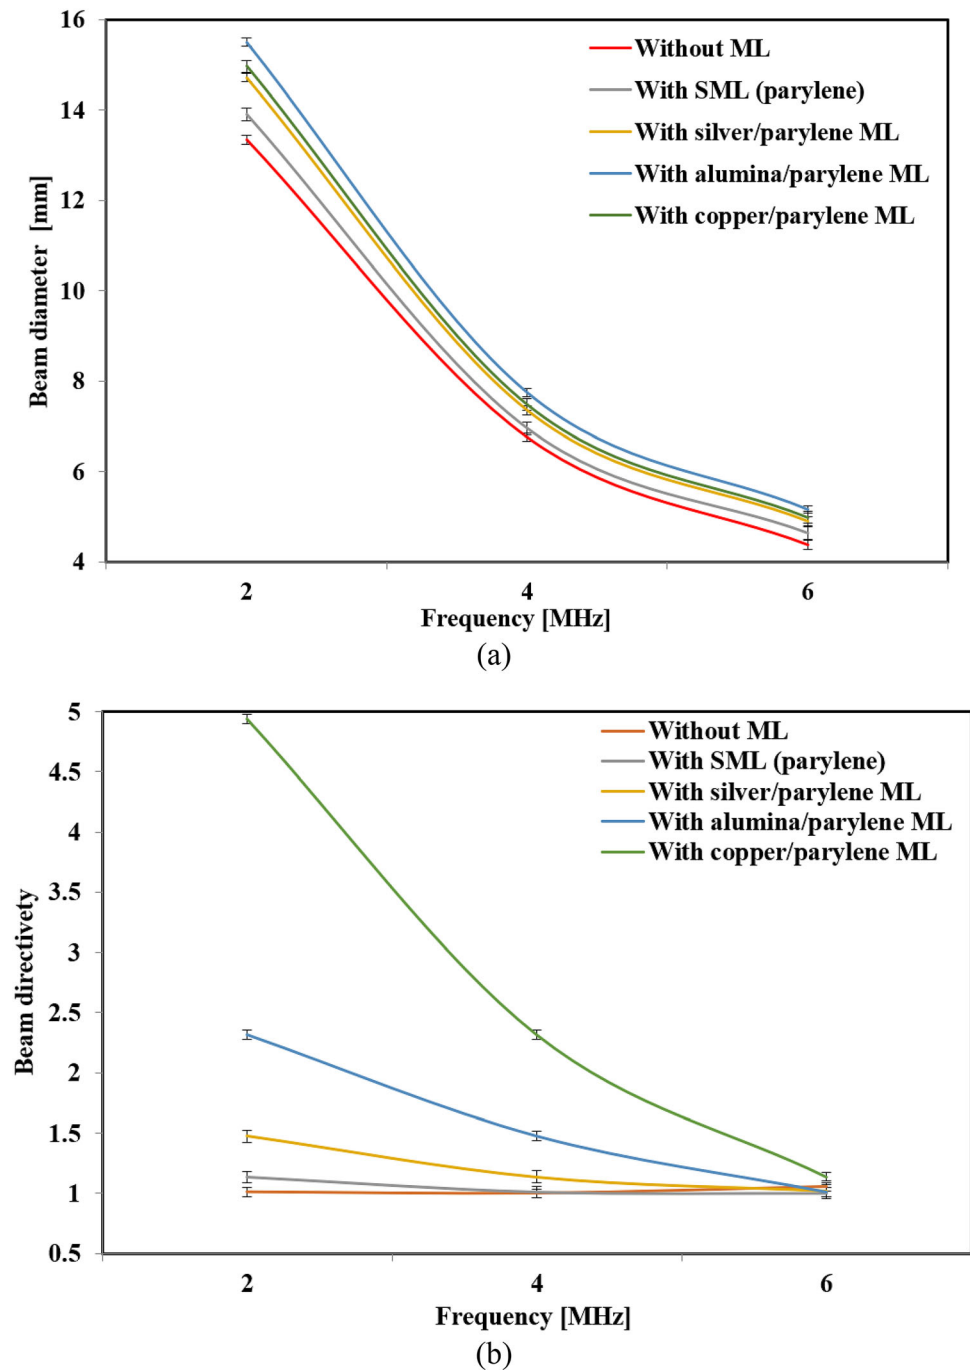 16
14
12
10
8
6
4
Beam diameter [mm]
Without ML
With SML (parylene)
With silver/parylene ML
With alumina/parylene ML
With copper/parylene ML
2 4 6
Frequency [MHz]
(a)
5
4.5
4
3.5
3
2.5
2
1.5
1
0.5
Beam directivety
Without ML
With SML (parylene)
With silver/parylene ML
With alumina/parylene ML
With copper/parylene ML
2 4 6
Frequency [MHz]
(b)